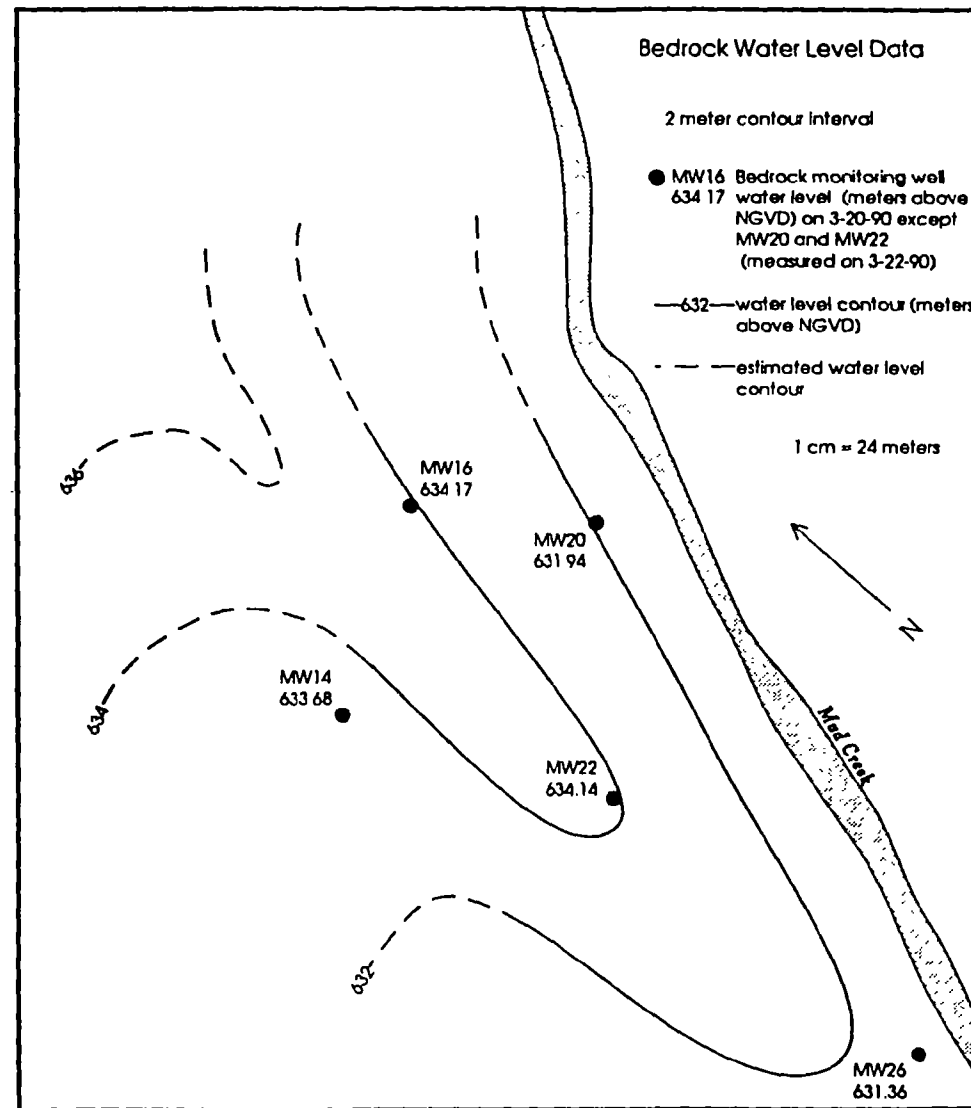 Bedrock Water Level Data
2 meter contour interval
MW16 Bedrock monitoring well
634 17 water level (meters above
NGVD) on 3-20-90 except
MW20 and MW22
(measured on 3-22-90)
632 water level contour (meters
above NGVD)
estimated water level
contour
1 cm = 24 meters
N
636
MW16
634 17
MW20
631 94
634
MW14
633 68
Mud Creek
MW22
634.14
632
MW26
631.36